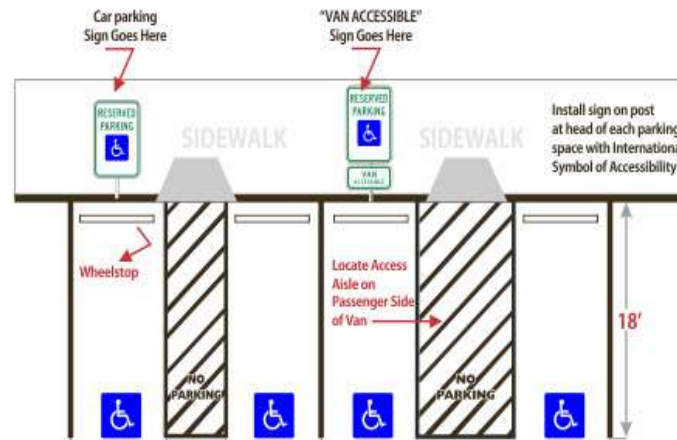 Car parking
Sign Goes Here
"VAN ACCESSIBLE"
Sign Goes Here
RESERVED
PARKING
RESERVED
PARKING
VAN
ACCESSIBLE
SIDEWALK
SIDEWALK
Install sign on post
at head of each parking
space with Internationa
Symbol of Accessibility
Wheelstop
Locate Access
Aisle on
Passenger Side
of Van
18'
NO
PARKING
NO
PARKING